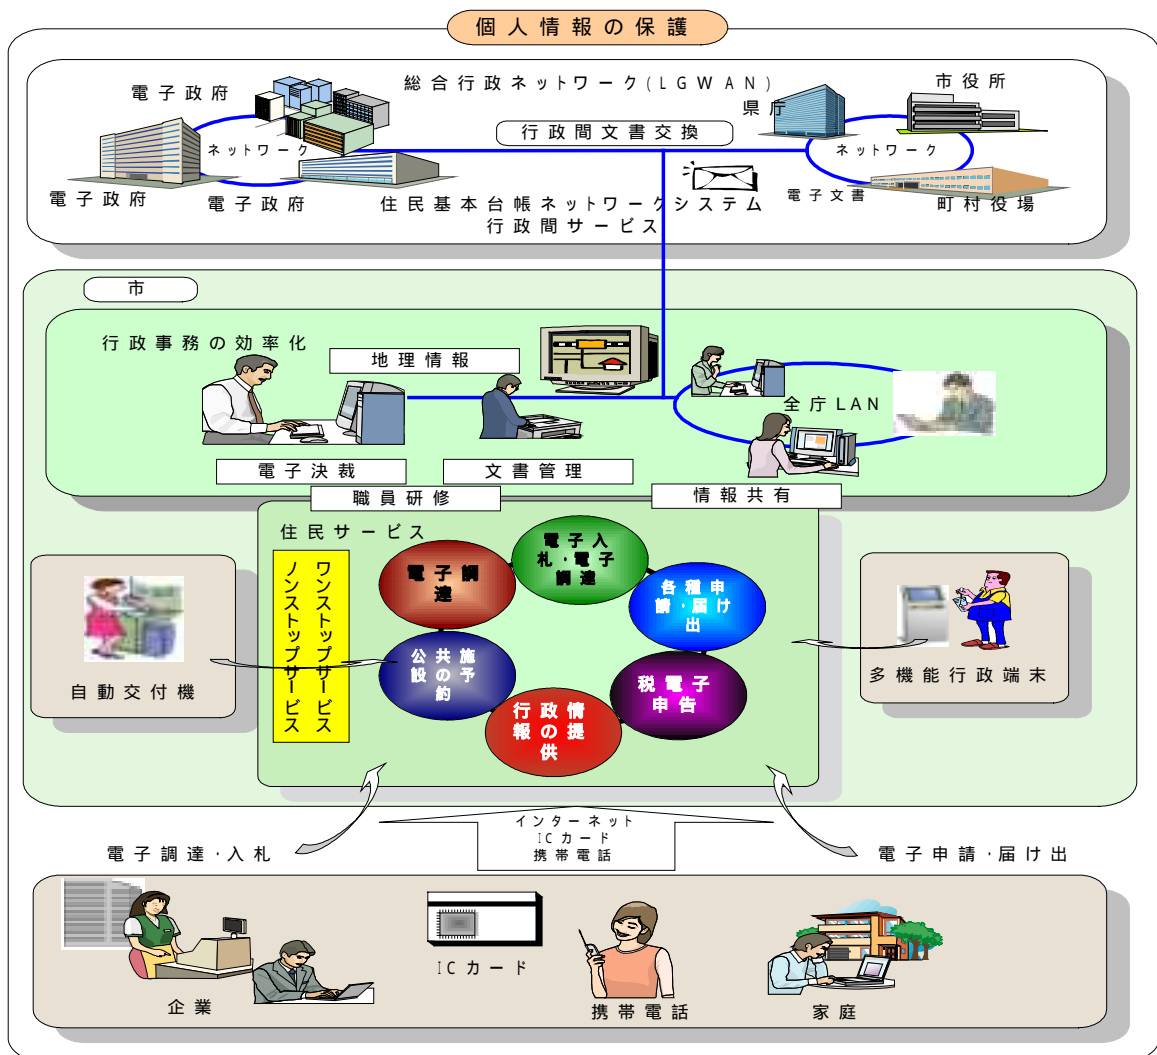 個人情報の保護
総合行政ネットワーク(LGWAN)
電子政府
県庁
市役所
行政間文書交換
ネットワーク
ネットワーク
電子政府
電子政府
住民基本台帳ネットワークシステム
行政間サービス
電子文書
町村役場
市
行政事務の効率化
地理情報
全庁LAN
電子決裁
文書管理
職員研修
情報共有
住民サービス
ワンストップサービス
ノンストップサービス
電子調
達
電子入
札・電子
調達
各種申
請・届け
出
公共施
設の予
約
税電子
申告
行政情
報の提
供
自動交付機
多機能行政端末
インターネット
ICカード
携帯電話
電子調達・入札
電子申請・届け出
企業
ICカード
携帯電話
家庭